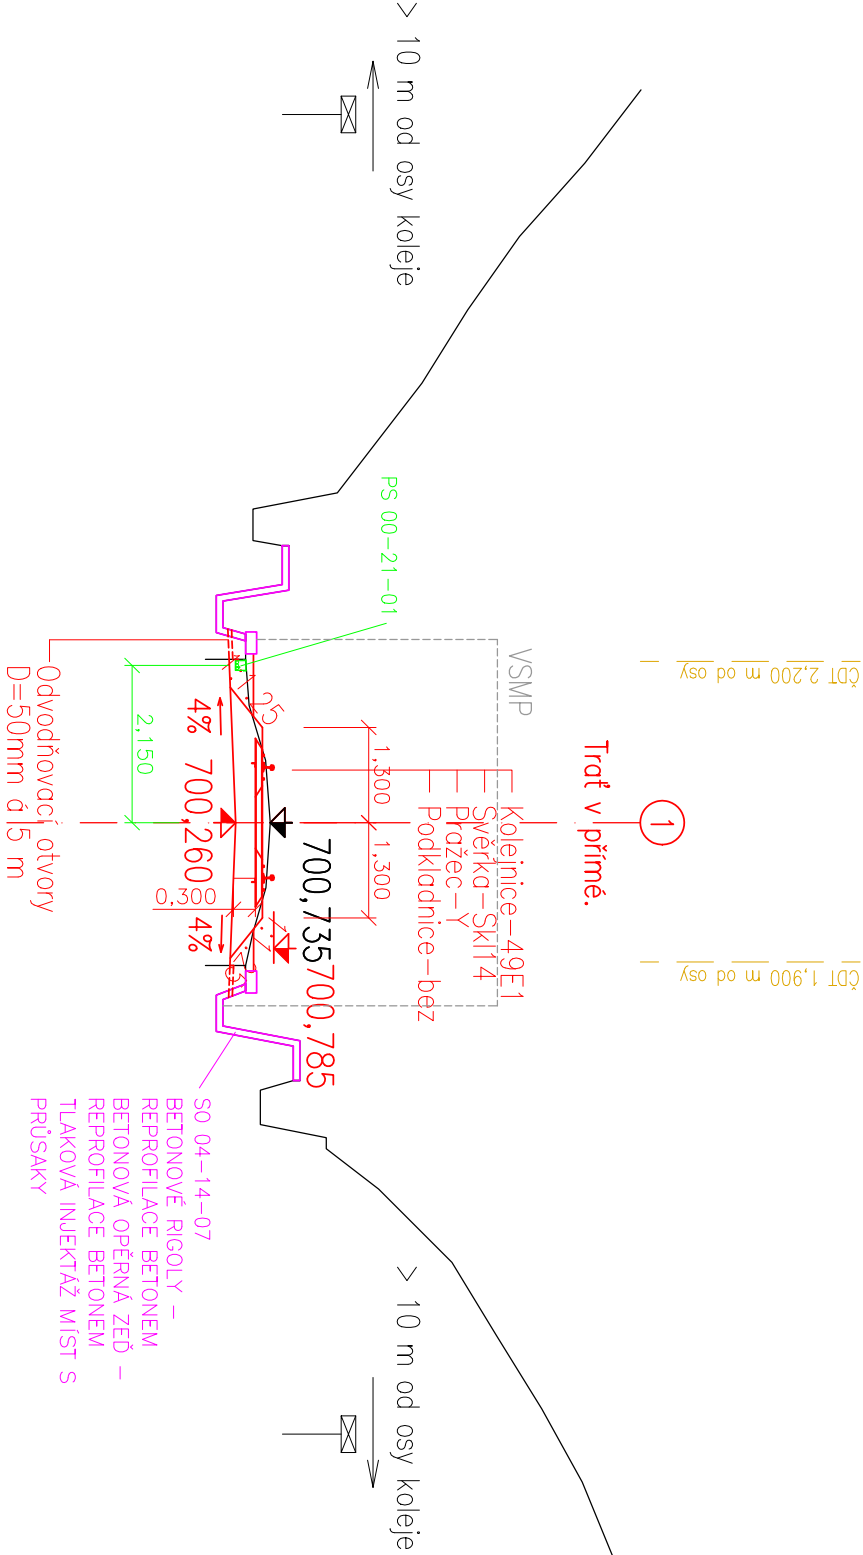 > 10 m od osy koleje
ČDT 2,200 m od osy
ČDT 1,900 m od osy
1
Trať v přímé.
VSMP
Kolejnice-49E1
Svěrka-Skl14
Pražec-Y
Podkladnice-bez
PS 00-21-01
1,300
1,300
700,735
700,785
700,260
4%
4%
0,300
2,150
Odvodňovací otvory
D=50mm á 15 m
SO 04-14-07
BETONOVÉ RIGOLY –
REPROFILACE BETONEM
BETONOVÁ OPĚRNÁ ZEĎ –
REPROFILACE BETONEM
TLAKOVÁ INJEKTÁŽ MÍST S
PRŮSAKY
> 10 m od osy koleje